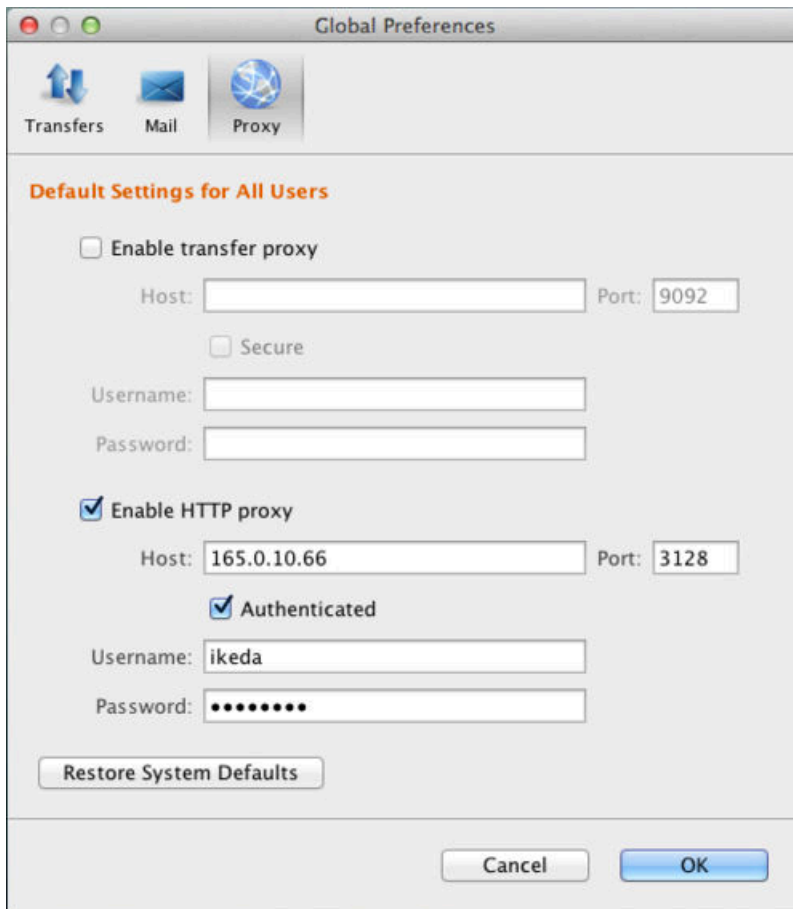 Global Preferences
Transfers Mail Proxy
Default Settings for All Users
Enable transfer proxy
Host: Port: 9092
Secure
Username:
Password:
Enable HTTP proxy
Host: 165.0.10.66 Port: 3128
Authenticated
Username: ikeda
Password: ••••••••
Restore System Defaults
Cancel OK